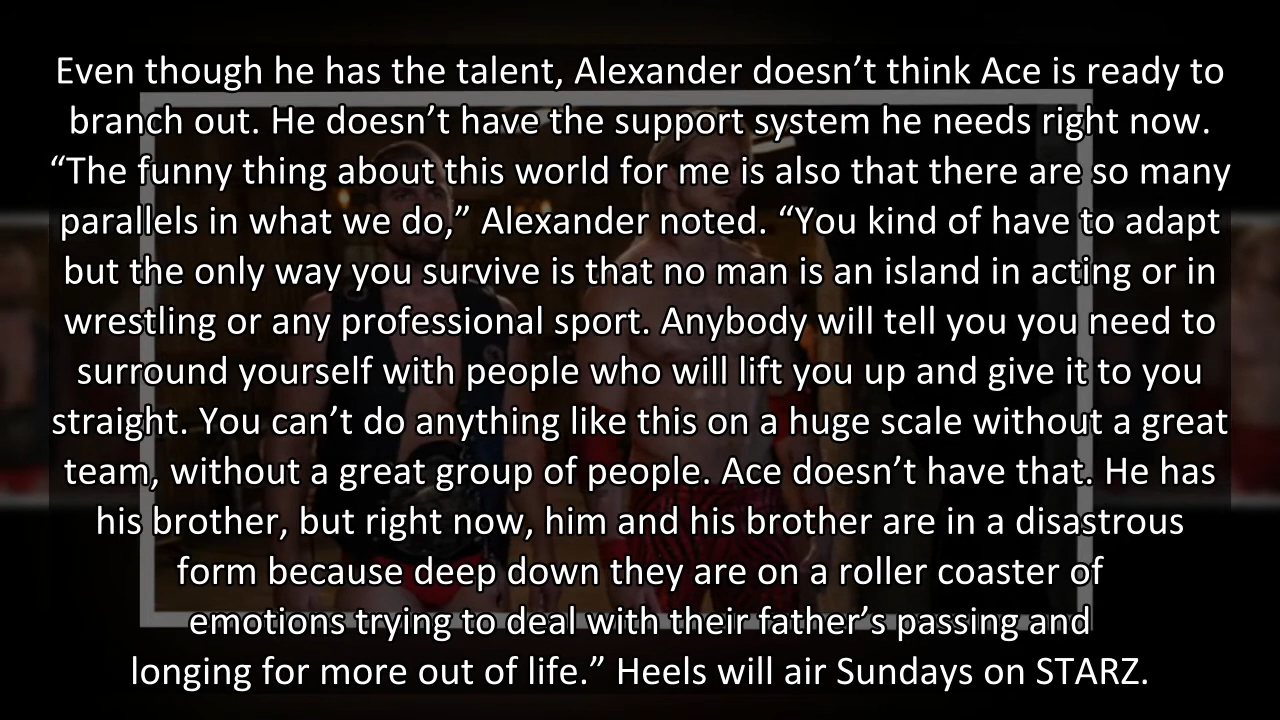 Even though he has the talent, Alexander doesn’t think Ace is ready to
branch out. He doesn’t have the support system he needs right now.
“The funny thing about this world for me is also that there are so many
parallels in what we do,” Alexander noted. “You kind of have to adapt
but the only way you survive is that no man is an island in acting or in
wrestling or any professional sport. Anybody will tell you you need to
surround yourself with people who will lift you up and give it to you
straight. You can’t do anything like this on a huge scale without a great
team, without a great group of people. Ace doesn’t have that. He has
his brother, but right now, him and his brother are in a disastrous
form because deep down they are on a roller coaster of
emotions trying to deal with their father’s passing and
longing for more out of life.” Heels will air Sundays on STARZ.